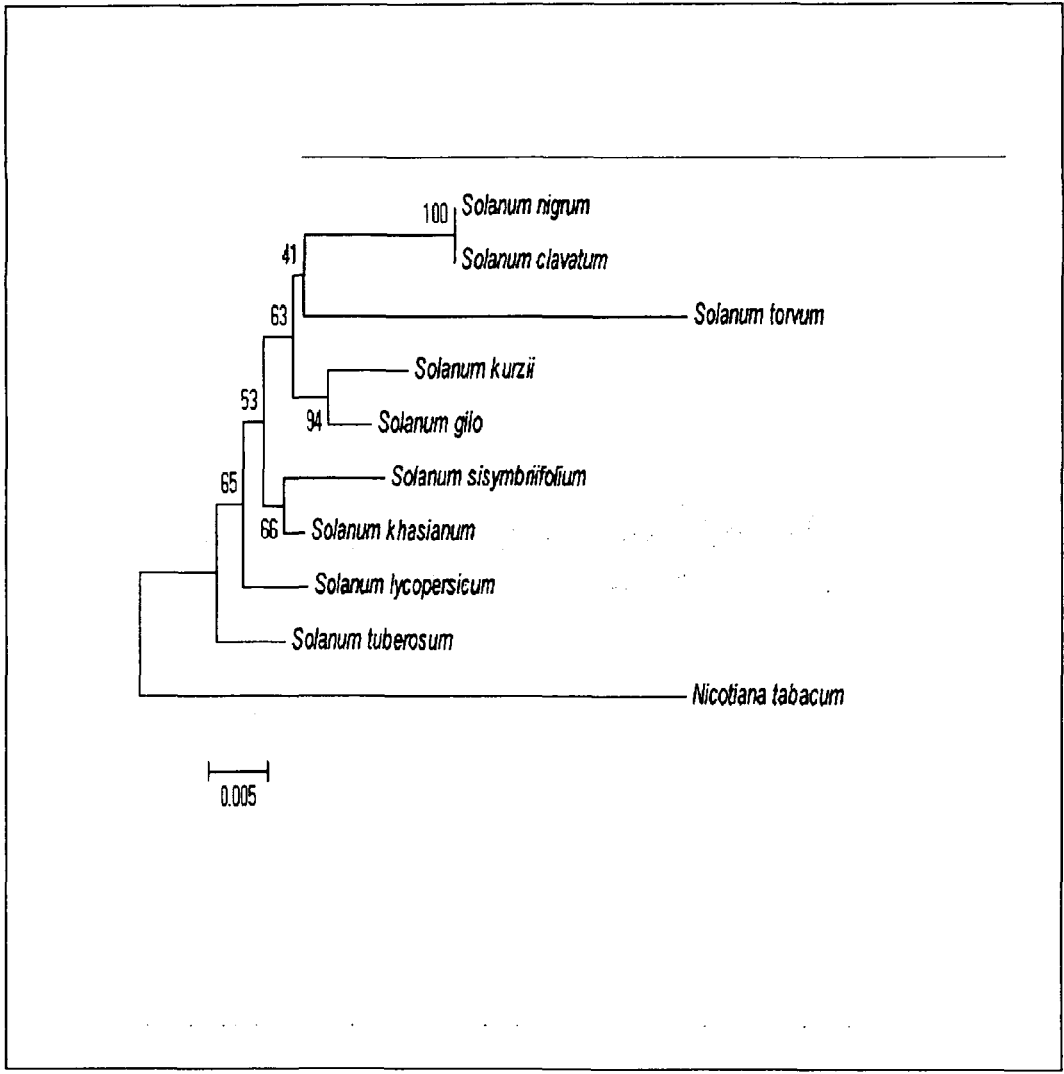 100
Solanum nigrum
Solanum clavatum
41
Solanum torvum
63
Solanum kurzii
94
Solanum gilo
53
Solanum sisymbriifolium
65
66
Solanum khasianum
Solanum lycopersicum
Solanum tuberosum
Nicotiana tabacum
0.005